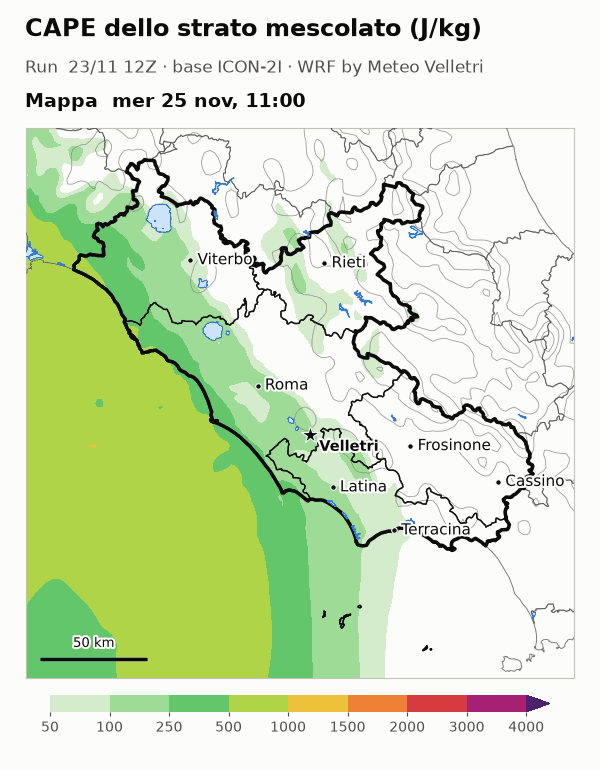 CAPE dello strato mescolato (J/kg)
Run  23/11 12Z · base ICON-2I · WRF by Meteo Velletri
Mappa  mer 25 nov, 11:00
Viterbo
Rieti
Roma
Velletri
Frosinone
Cassino
Latina
Terracina
50 km
50 100 250 500 1000 1500 2000 3000 4000